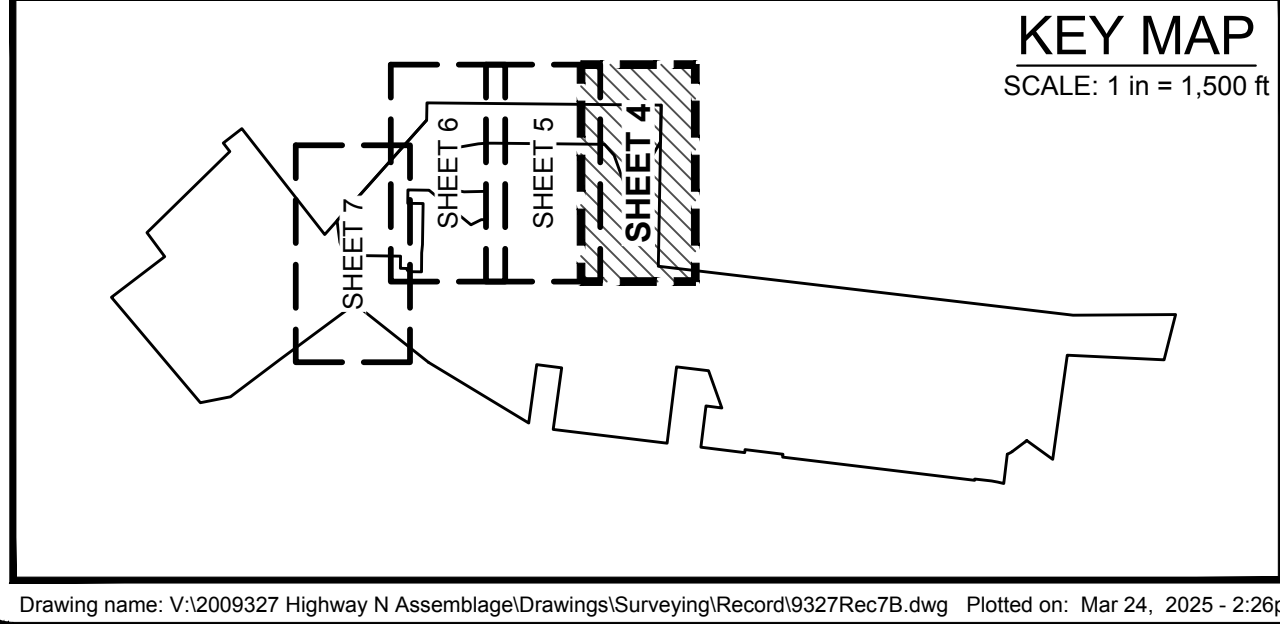 KEY MAP
SCALE: 1 in = 1,500 ft
SHEET 7
SHEET 6
SHEET 5
SHEET 4
Drawing name: V:\2009327 Highway N Assemblage\Drawings\Surveying\Record\9327Rec7B.dwg Plotted on: Mar 24, 2025 - 2:26p